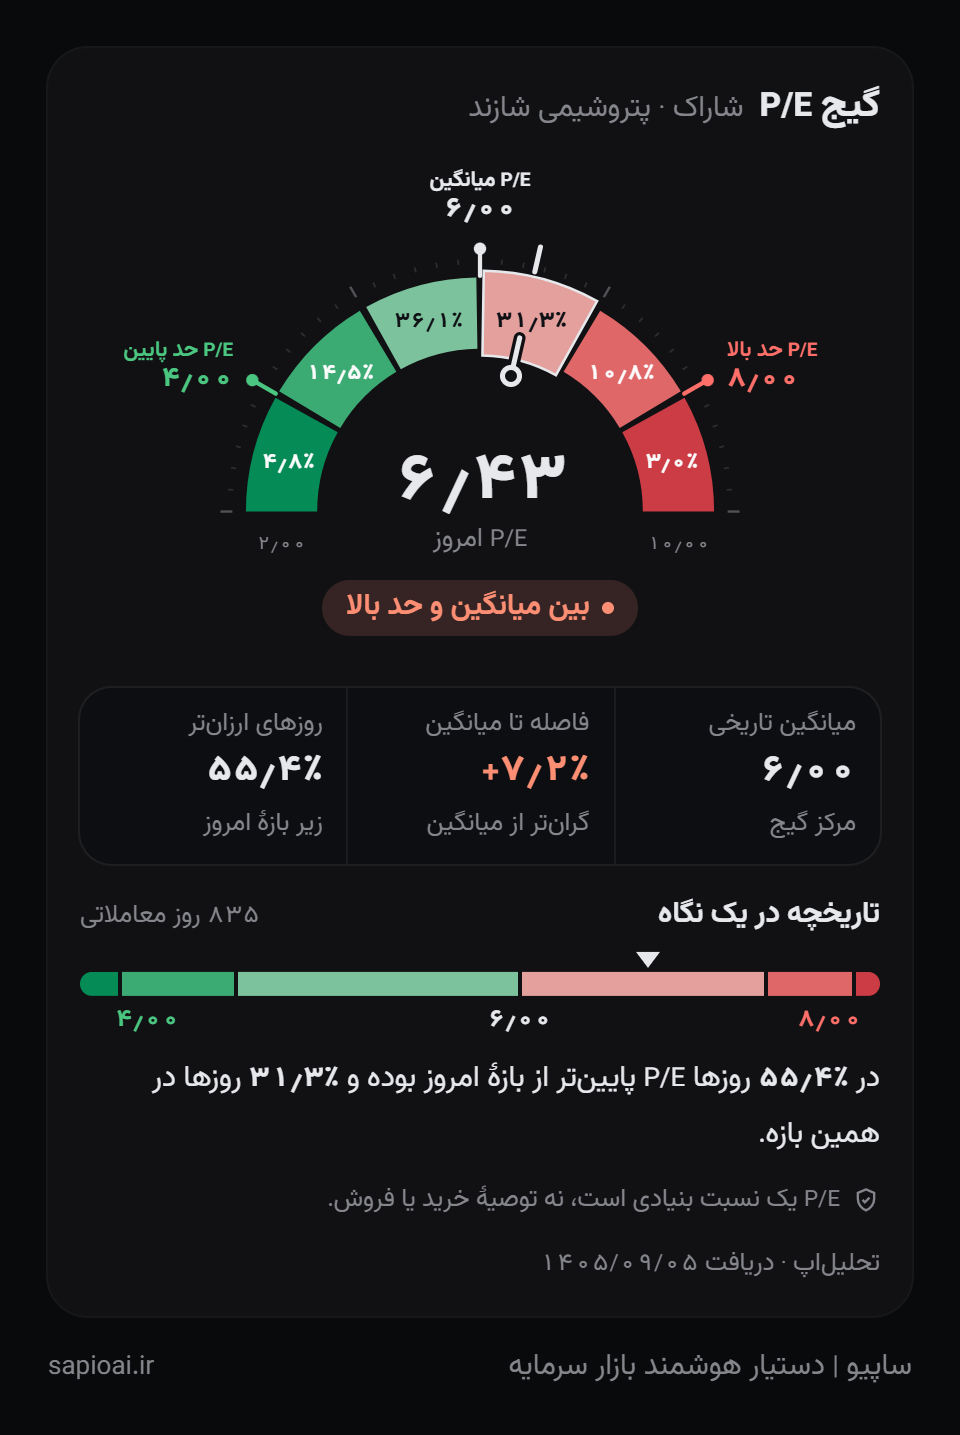 گیج P/E شاراک · پتروشیمی شازند
P/E میانگین
۶٫۰۰
P/E حد پایین
۴٫۰۰
P/E حد بالا
۸٫۰۰
۴٫۸٪
۱۴٫۵٪
۳۶٫۱٪
۳۱٫۳٪
۱۰٫۸٪
۳٫۰٪
۶٫۴۳
P/E امروز
۲٫۰۰
۱۰٫۰۰
بین میانگین و حد بالا
میانگین تاریخی
۶٫۰۰
مرکز گیج
فاصله تا میانگین
+۷٫۲٪
گران‌تر از میانگین
روزهای ارزان‌تر
۵۵٫۴٪
زیر بازهٔ امروز
تاریخچه در یک نگاه
۸۳۵ روز معاملاتی
۴٫۰۰
۶٫۰۰
۸٫۰۰
در ۵۵٫۴٪ روزها P/E پایین‌تر از بازهٔ امروز بوده و ۳۱٫۳٪ روزها در
همین بازه.
P/E یک نسبت بنیادی است، نه توصیهٔ خرید یا فروش.
تحلیل‌اپ · دریافت ۱۴۰۵/۰۹/۰۵
ساپیو | دستیار هوشمند بازار سرمایه
sapioai.ir